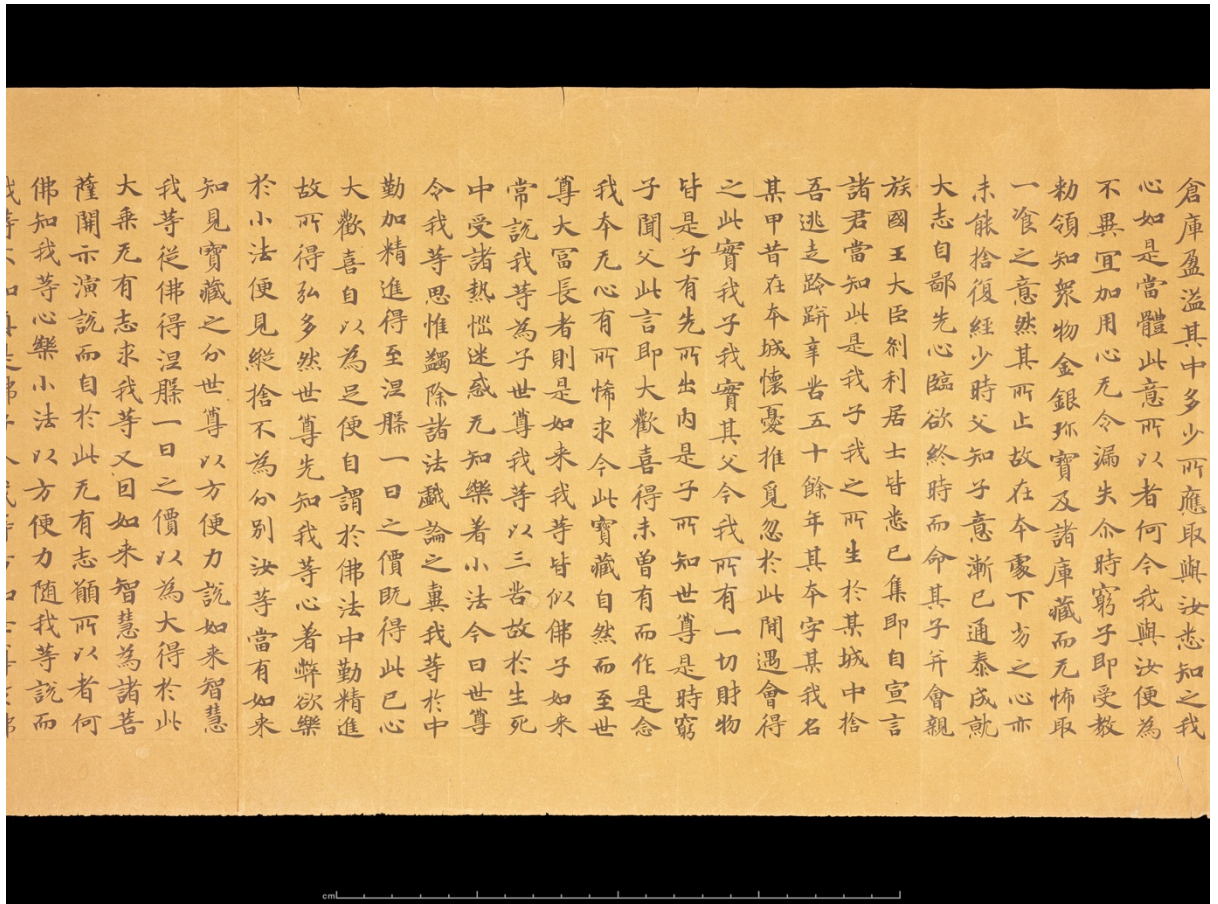 倉庫盈溢其中多少所應取與汝悉知之我
心如是當體此意所以者何今我與汝便為
不異宜加用心无令漏失尒時窮子即受教
勑領知衆物金銀珎寶及諸庫藏而无悕取
一飡之意然其所止故在本處下劣之心亦
未能捨復經少時父知子意漸已通泰成就
大志自鄙先心臨欲終時而命其子并會親
族國王大臣剎利居士皆悉已集即自宣言
諸君當知此是我子我之所生於某城中捨
吾逃走跉跰辛苦五十餘年其本字某我名
某甲昔在本城懷憂推覓忽於此間遇會得
之此實我子我實其父今我所有一切財物
皆是子有先所出内是子所知世尊是時窮
子聞父此言即大歡喜得未曾有而作是念
我本无心有所悕求今此寶藏自然而至世
尊大冨長者則是如来我等皆似佛子如来
常說我等為子世尊我等以三苦故於生死
中受諸熱惱迷惑无知樂著小法今日世尊
令我等思惟蠲除諸法戲論之糞我等於中
勤加精進得至涅槃一日之價既得此已心
大歡喜自以為足便自謂於佛法中勤精進
故所得弘多然世尊先知我等心著弊欲樂
於小法便見縱捨不為分別汝等當有如来
知見寶藏之分世尊以方便力說如来智慧
我等從佛得涅槃一日之價以為大得於此
大乘无有志求我等又因如来智慧為諸菩
薩開示演說而自於此无有志願所以者何
佛知我等心樂小法以方便力随我等說而
cm